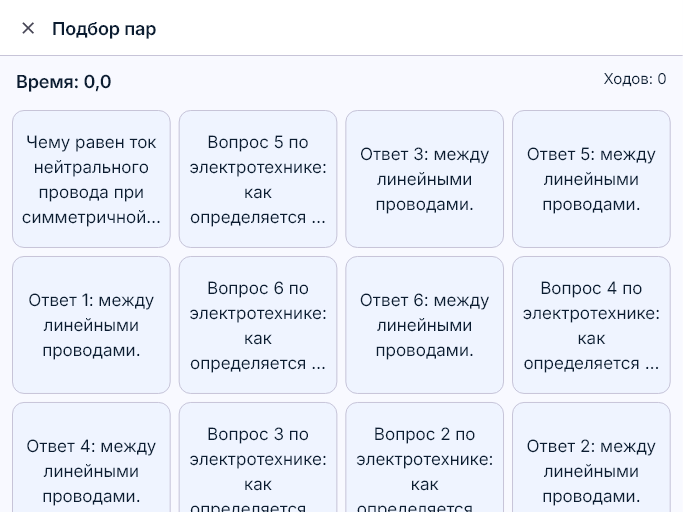 Подбор пар
Время: 0,0
Ходов: 0
Чему равен ток
нейтрального
провода при
симметричной...
Вопрос 5 по
электротехнике:
как
определяется ...
Ответ 3: между
линейными
проводами.
Ответ 5: между
линейными
проводами.
Ответ 1: между
линейными
проводами.
Вопрос 6 по
электротехнике:
как
определяется ...
Ответ 6: между
линейными
проводами.
Вопрос 4 по
электротехнике:
как
определяется ...
Ответ 4: между
линейными
проводами.
Вопрос 3 по
электротехнике:
как
определяется
Вопрос 2 по
электротехнике:
как
определяется
Ответ 2: между
линейными
проводами.